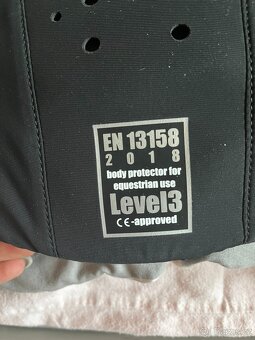 EN 13158
2018
body protector for
equestrian use
Level3
CE-approved